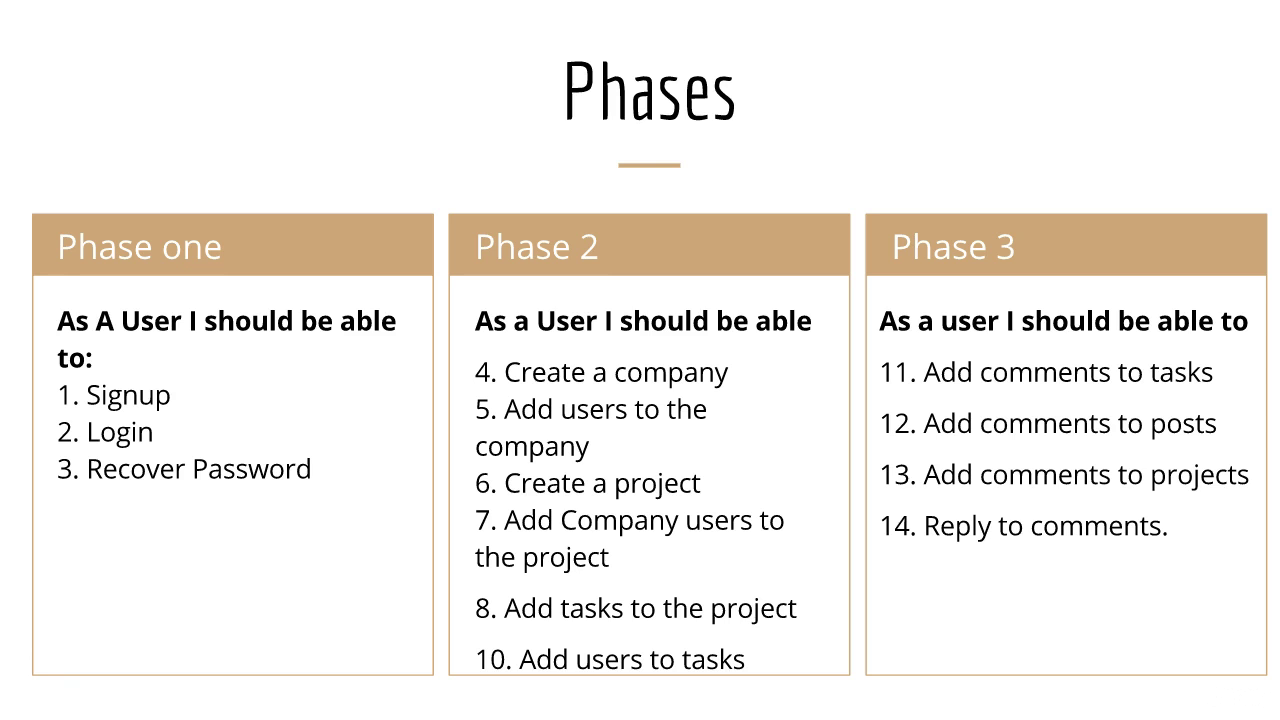 Phases
Phase one
As A User I should be able
to:
1. Signup
2. Login
3. Recover Password
Phase 2
As a User I should be able
4. Create a company
5. Add users to the
company
6. Create a project
7. Add Company users to
the project
8. Add tasks to the project
10. Add users to tasks
Phase 3
As a user I should be able to
11. Add comments to tasks
12. Add comments to posts
13. Add comments to projects
14. Reply to comments.